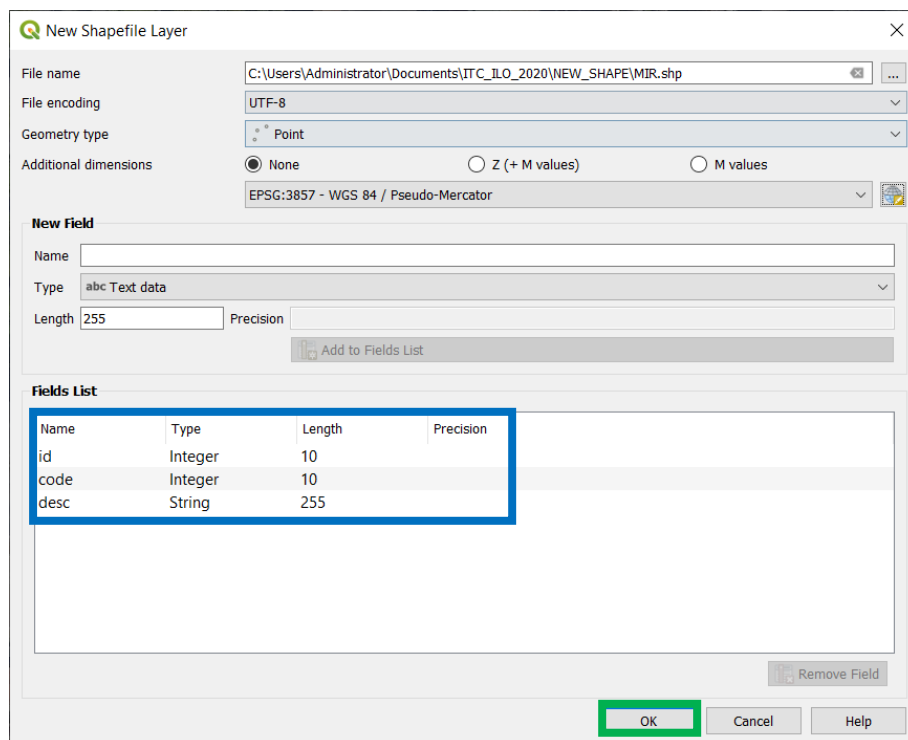 New Shapefile Layer
File name C:\Users\Administrator\Documents\ITC_ILO_2020\NEW_SHAPE\MIR.shp ...
File encoding UTF-8
Geometry type Point
Additional dimensions None Z (+ M values) M values
EPSG:3857 - WGS 84 / Pseudo-Mercator
New Field
Name
Type abc Text data
Length 255 Precision
Add to Fields List
Fields List
Name Type Length Precision
id Integer 10
code Integer 10
desc String 255
Remove Field
OK Cancel Help